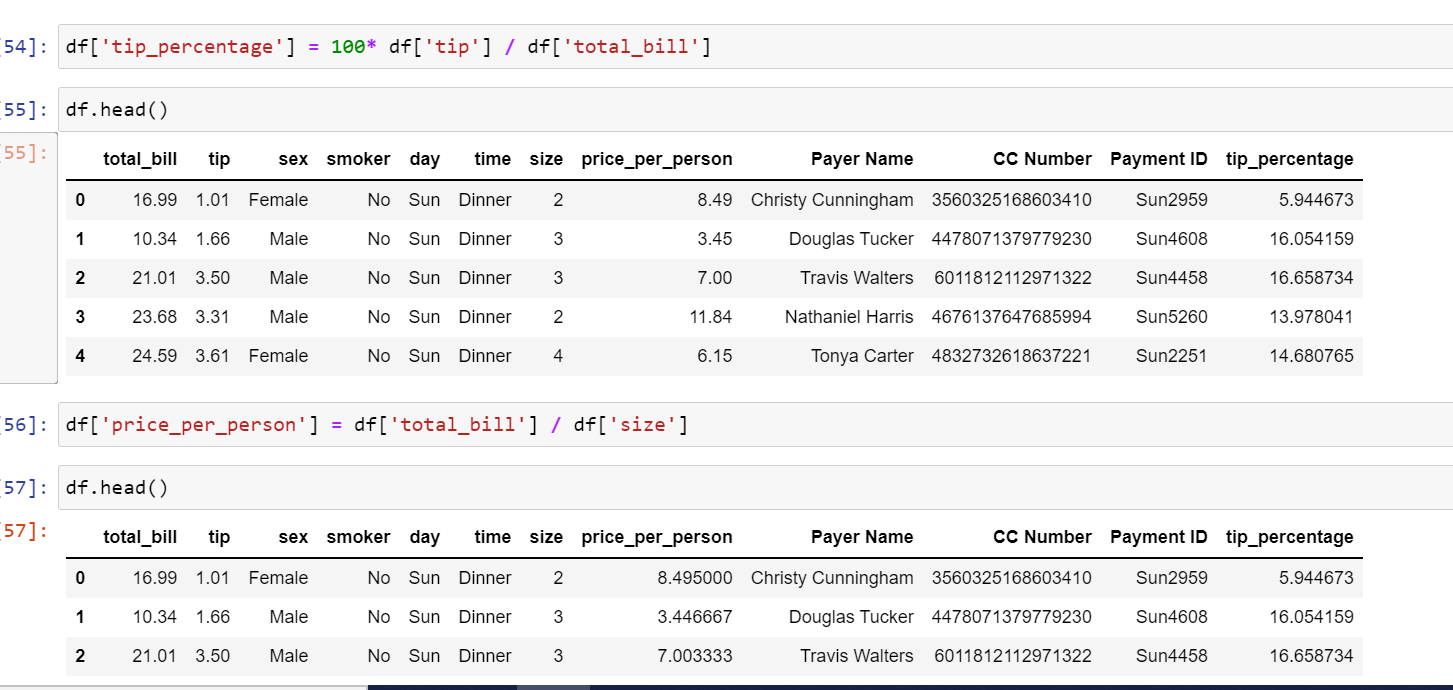 54]: df['tip_percentage'] = 100* df['tip'] / df['total_bill']
55]: df.head()
55]: total_bill tip sex smoker day time size price_per_person Payer Name CC Number Payment ID tip_percentage
0 16.99 1.01 Female No Sun Dinner 2 8.49 Christy Cunningham 3560325168603410 Sun2959 5.944673
1 10.34 1.66 Male No Sun Dinner 3 3.45 Douglas Tucker 4478071379779230 Sun4608 16.054159
2 21.01 3.50 Male No Sun Dinner 3 7.00 Travis Walters 6011812112971322 Sun4458 16.658734
3 23.68 3.31 Male No Sun Dinner 2 11.84 Nathaniel Harris 4676137647685994 Sun5260 13.978041
4 24.59 3.61 Female No Sun Dinner 4 6.15 Tonya Carter 4832732618637221 Sun2251 14.680765
56]: df['price_per_person'] = df['total_bill'] / df['size']
57]: df.head()
57]: total_bill tip sex smoker day time size price_per_person Payer Name CC Number Payment ID tip_percentage
0 16.99 1.01 Female No Sun Dinner 2 8.495000 Christy Cunningham 3560325168603410 Sun2959 5.944673
1 10.34 1.66 Male No Sun Dinner 3 3.446667 Douglas Tucker 4478071379779230 Sun4608 16.054159
2 21.01 3.50 Male No Sun Dinner 3 7.003333 Travis Walters 6011812112971322 Sun4458 16.658734